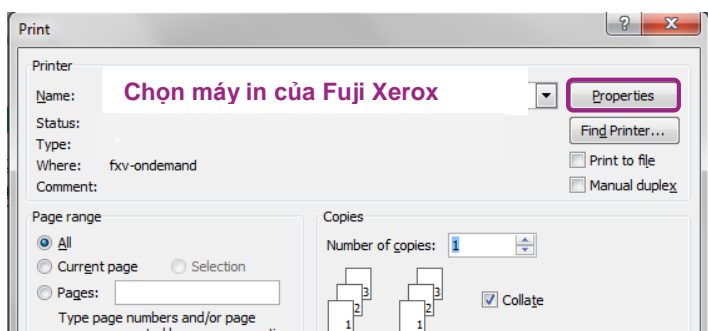 Print
Printer
Name: Chọn máy in của Fuji Xerox Properties
Status: Find Printer...
Type:
Where: fxv-ondemand Print to file
Comment: Manual duplex
Page range Copies
All Number of copies: 1
Current page Selection
Pages: Collate
3 3
2 2
1 1
Type page numbers and/or page